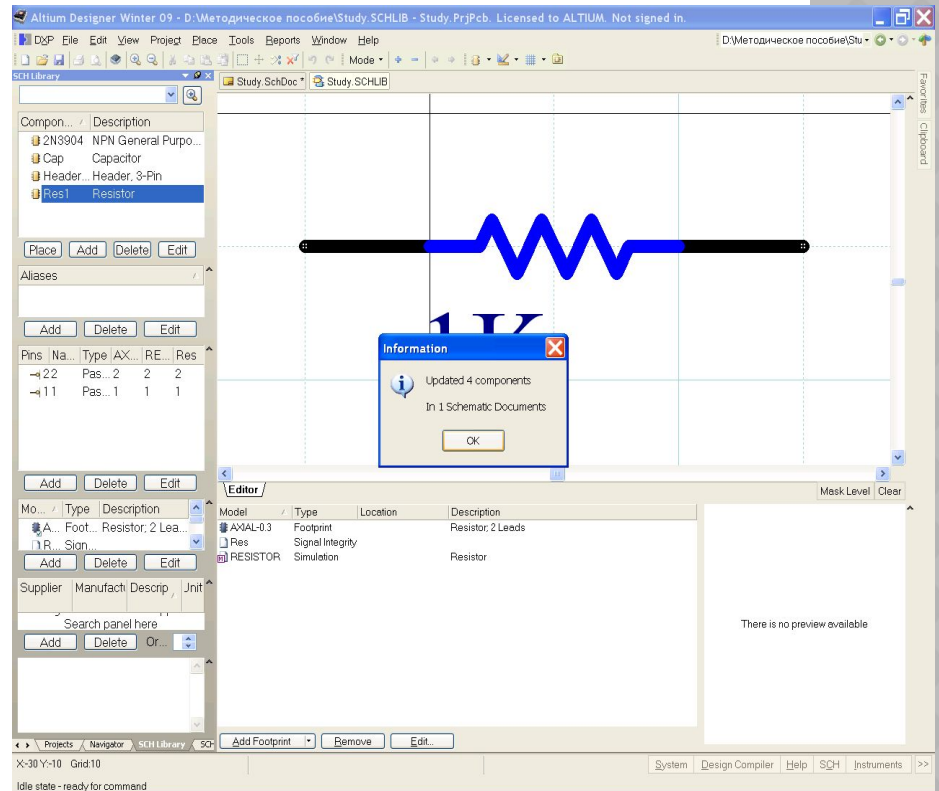 Altium Designer Winter 09 - D:\Методическое пособие\Study.SCHLIB - Study.PrjPcb. Licensed to ALTIUM. Not signed in.
DXP File Edit View Project Place Tools Reports Window Help D:\Методическое пособие\Stu
Mode
SCH Library
Study.SchDoc * Study.SCHLIB
Favorites
Clipboard
Compon... Description
2N3904 NPN General Purpo...
Cap Capacitor
Header... Header, 3-Pin
Res1 Resistor
Place Add Delete Edit
Aliases
Add Delete Edit
Pins Na... Type AX... RE... Res
22 Pas... 2 2 2
11 Pas... 1 1 1
Add Delete Edit
Mo... Type Description
A... Foot... Resistor; 2 Lea...
R... Sign...
Add Delete Edit
Supplier Manufact Descrip Jnit
Search panel here
Add Delete Or...
Projects Navigator SCH Library SCH
1K
Information
Updated 4 components
In 1 Schematic Documents
OK
Editor Mask Level Clear
Model Type Location Description
AXIAL-0.3 Footprint Resistor; 2 Leads
Res Signal Integrity
RESISTOR Simulation Resistor
There is no preview available
Add Footprint Remove Edit...
X:-30 Y:-10 Grid:10
System Design Compiler Help SCH Instruments >>
Idle state - ready for command